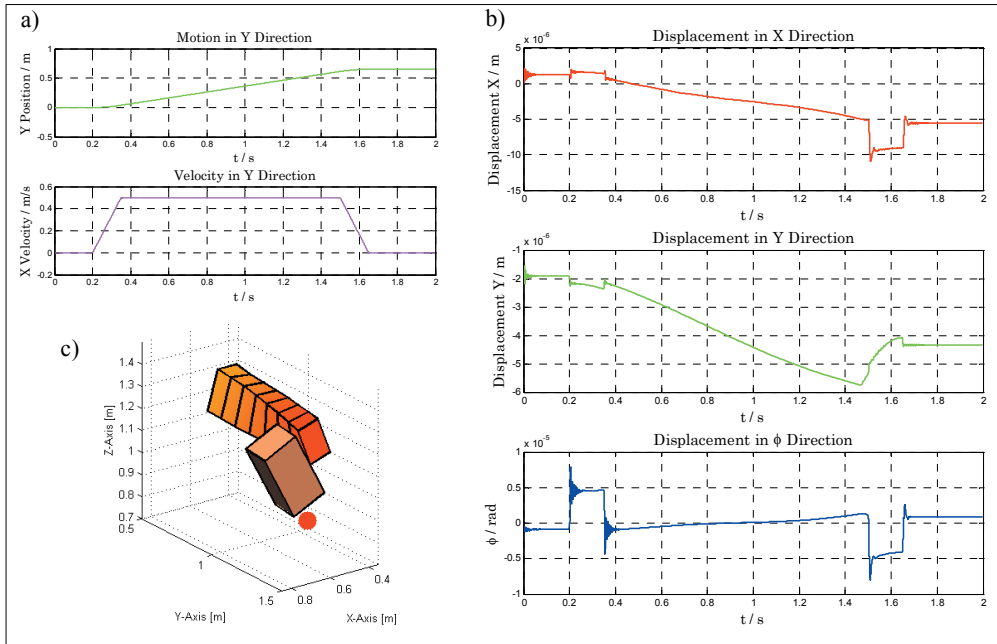 a)
Motion in Y Direction
Y Position / m
1
0.5
0
-0.5
0 0.2 0.4 0.6 0.8 1 1.2 1.4 1.6 1.8 2
t / s
Velocity in Y Direction
X Velocity / m/s
0.6
0.4
0.2
0
-0.2
0 0.2 0.4 0.6 0.8 1 1.2 1.4 1.6 1.8 2
t / s
c)
Z-Axis [m]
1.4
1.3
1.2
1.1
1
0.9
0.8
0.7
0.5
1
1.5
Y-Axis [m]
0.8
0.6
0.4
X-Axis [m]
b)
x 10⁻⁶
Displacement in X Direction
Displacement X / m
5
0
-5
-10
-15
0 0.2 0.4 0.6 0.8 1 1.2 1.4 1.6 1.8 2
t / s
x 10⁻⁶
Displacement in Y Direction
Displacement Y / m
-1
-2
-3
-4
-5
-6
0 0.2 0.4 0.6 0.8 1 1.2 1.4 1.6 1.8 2
t / s
x 10⁻⁵
Displacement in ϕ Direction
ϕ / rad
1
0.5
0
-0.5
-1
0 0.2 0.4 0.6 0.8 1 1.2 1.4 1.6 1.8 2
t / s